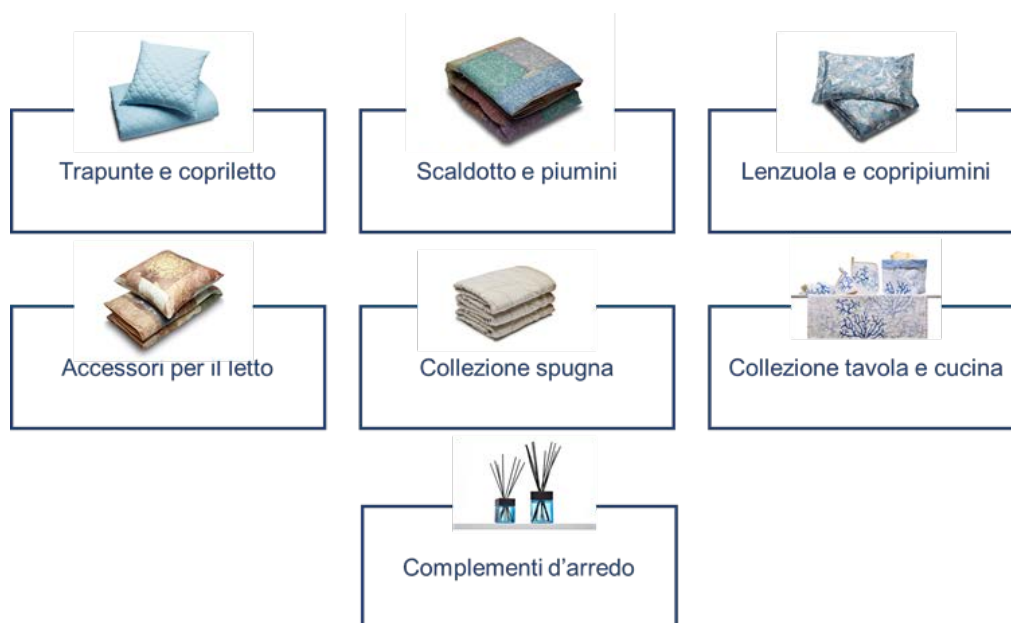 Trapunte e copriletto
Scaldotto e piumini
Lenzuola e copripiumini
Accessori per il letto
Collezione spugna
Collezione tavola e cucina
Complementi d'arredo